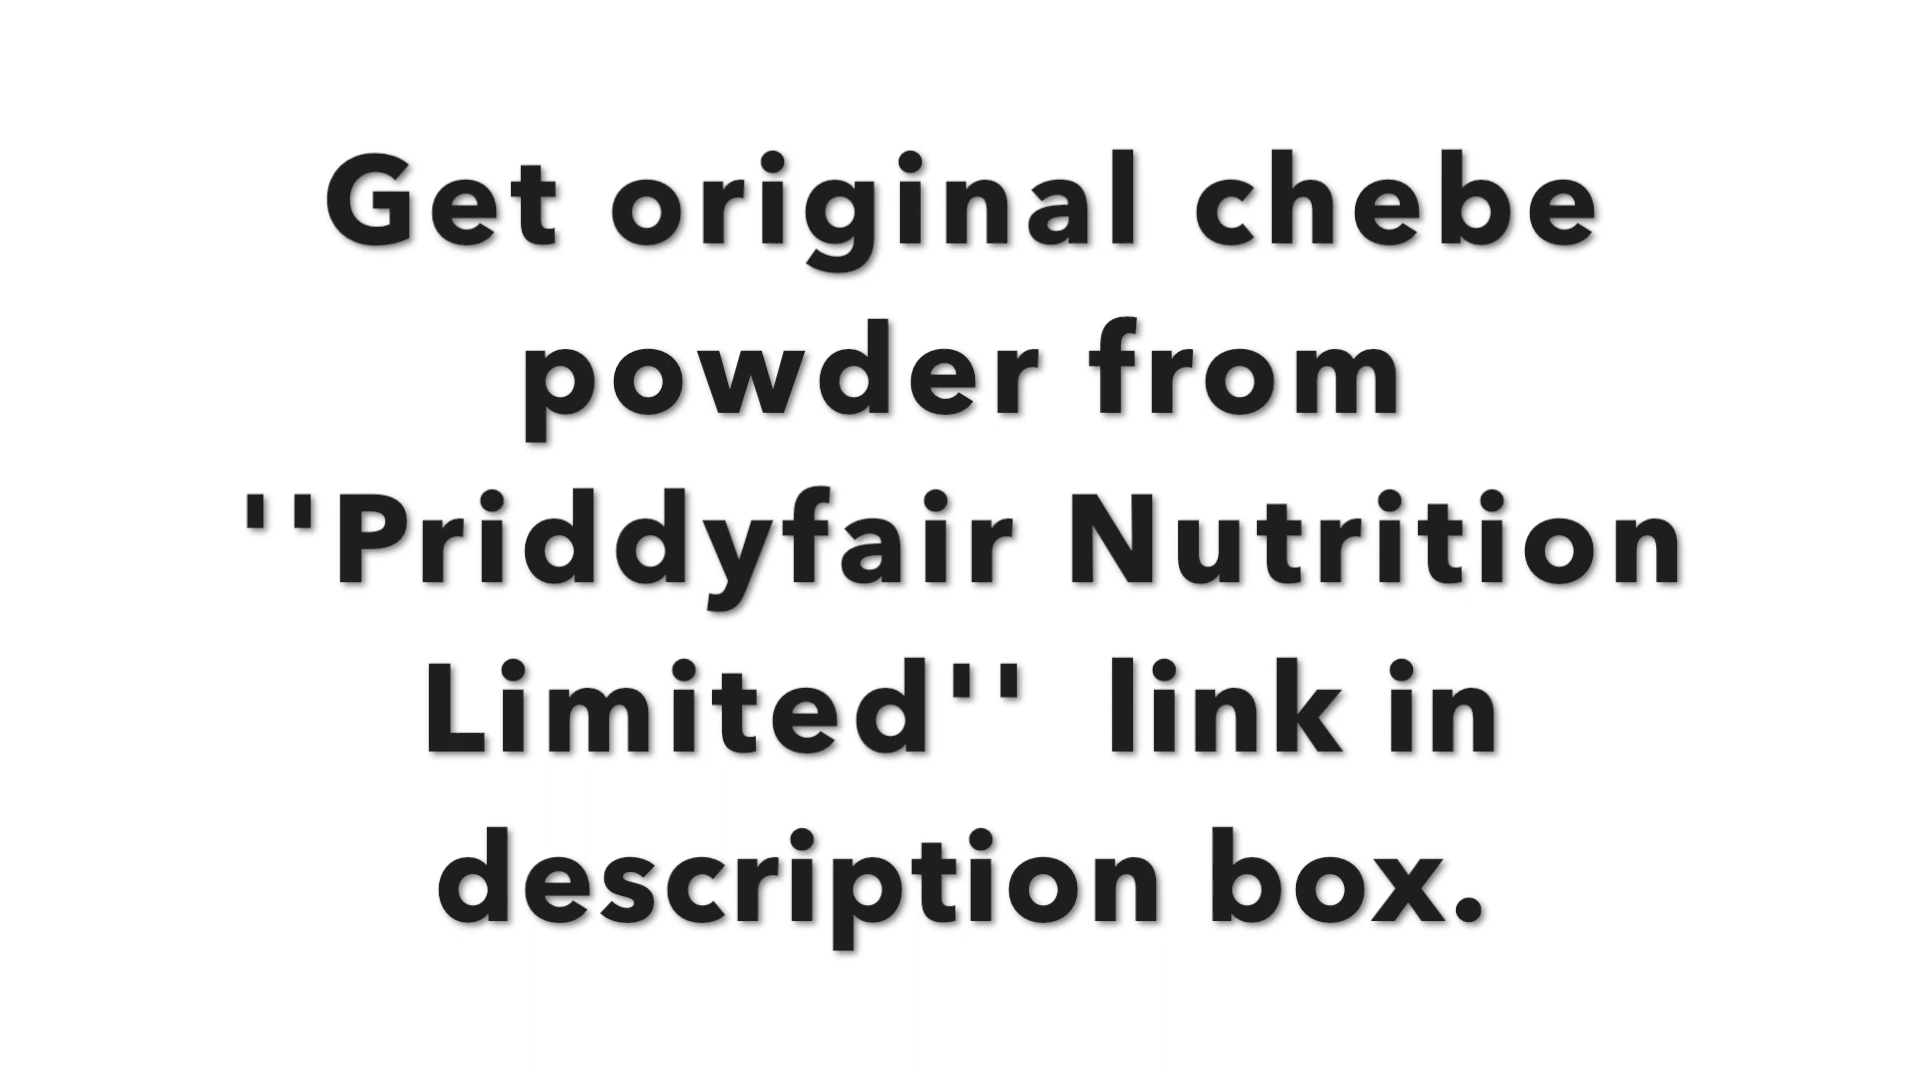 Get original chebe
powder from
''Priddyfair Nutrition
Limited''  link in
description box.